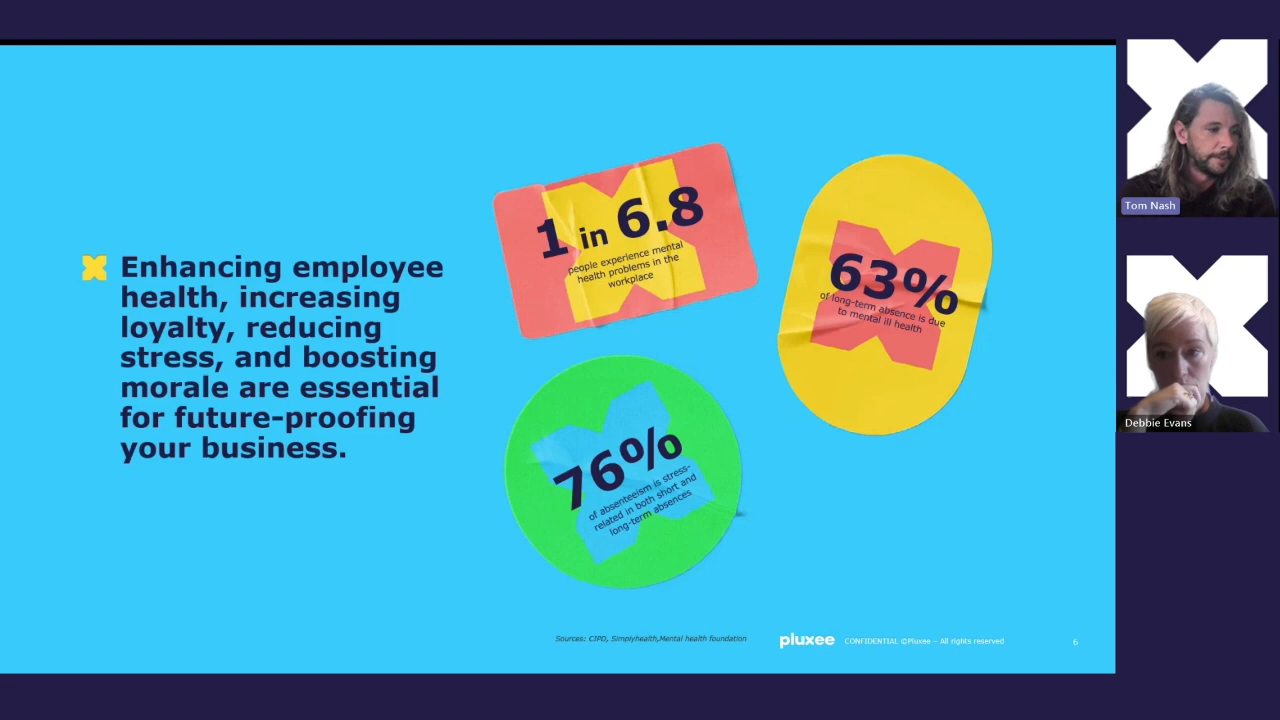 Enhancing employee
health, increasing
loyalty, reducing
stress, and boosting
morale are essential
for future-proofing
your business.
1 in 6.8
people experience mental
health problems in the
workplace
63%
of long-term absence is due
to mental ill health
76%
of absenteeism is stress-
related in both short and
long-term absences
Sources: CIPD, Simplyhealth,Mental health foundation
pluxee
CONFIDENTIAL ©Pluxee – All rights reserved
6
Tom Nash
Debbie Evans